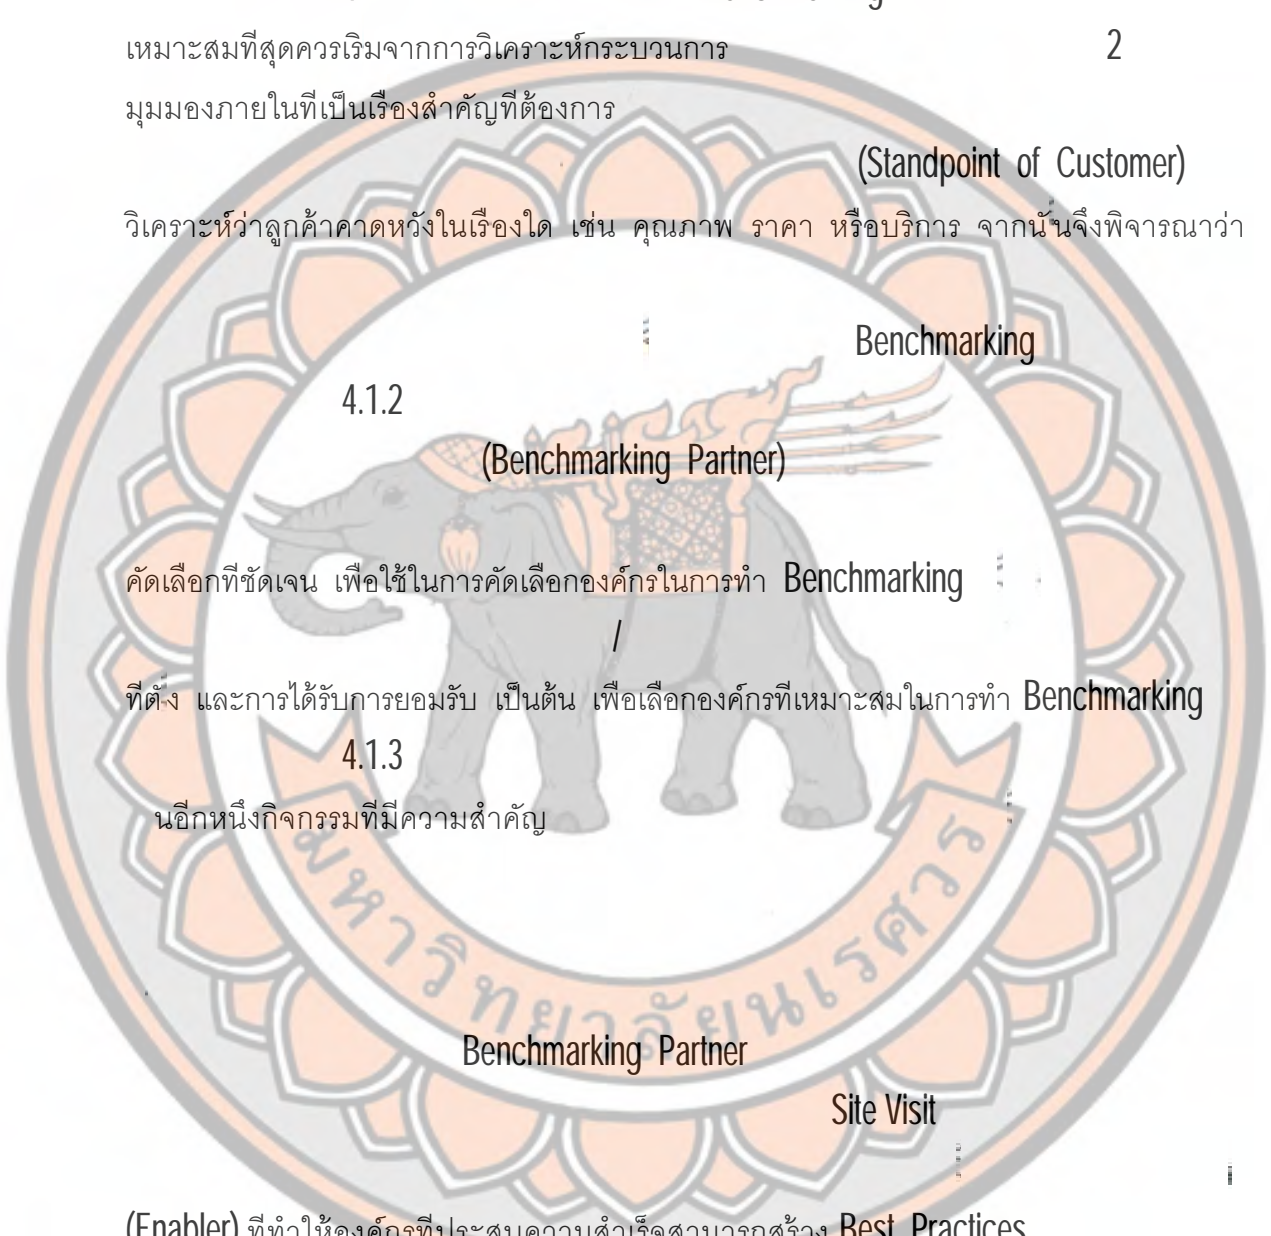 เหมาะสมที่สุดควรเริ่มจากการวิเคราะห์กระบวนการ 2
มุมมองภายในที่เป็นเรื่องสำคัญที่ต้องการ
(Standpoint of Customer)
วิเคราะห์ว่าลูกค้าคาดหวังในเรื่องใด เช่น คุณภาพ ราคา หรือบริการ จากนั้นจึงพิจารณาว่า
Benchmarking
4.1.2
(Benchmarking Partner)
คัดเลือกที่ชัดเจน เพื่อใช้ในการคัดเลือกองค์กรในการทำ Benchmarking
/
ที่ตั้ง และการได้รับการยอมรับ เป็นต้น เพื่อเลือกองค์กรที่เหมาะสมในการทำ Benchmarking
4.1.3
นอีกหนึ่งกิจกรรมที่มีความสำคัญ
มหาวิทยาลัยนเรศวร
Benchmarking Partner
Site Visit
(Enabler) ที่ทำให้องค์กรที่ประสบความสำเร็จสามารถสร้าง Best Practices